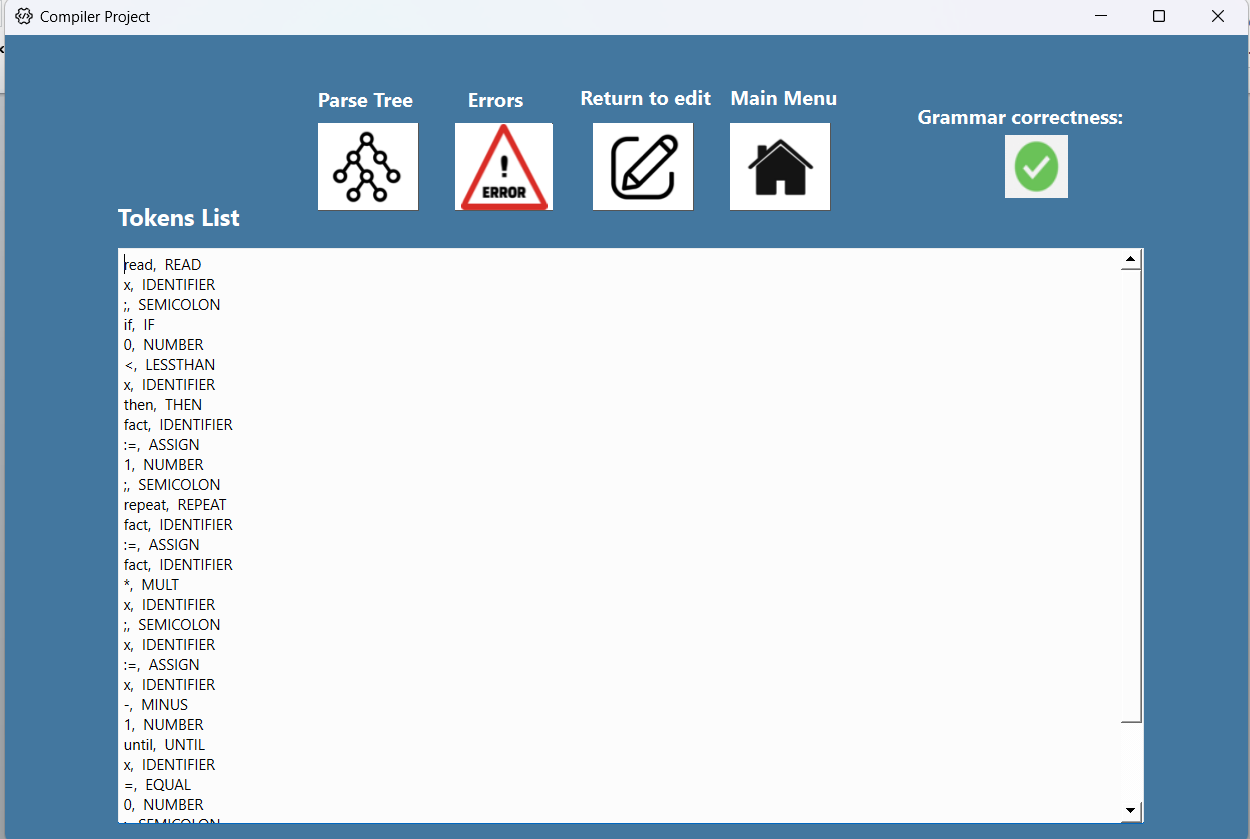 Compiler Project
Parse Tree
Errors
Return to edit
Main Menu
Grammar correctness:
ERROR
Tokens List
read,  READ
x,  IDENTIFIER
;,  SEMICOLON
if,  IF
0,  NUMBER
<,  LESSTHAN
x,  IDENTIFIER
then,  THEN
fact,  IDENTIFIER
:=,  ASSIGN
1,  NUMBER
;,  SEMICOLON
repeat,  REPEAT
fact,  IDENTIFIER
:=,  ASSIGN
fact,  IDENTIFIER
*,  MULT
x,  IDENTIFIER
;,  SEMICOLON
x,  IDENTIFIER
:=,  ASSIGN
x,  IDENTIFIER
-,  MINUS
1,  NUMBER
until,  UNTIL
x,  IDENTIFIER
=,  EQUAL
0,  NUMBER
;,  SEMICOLON